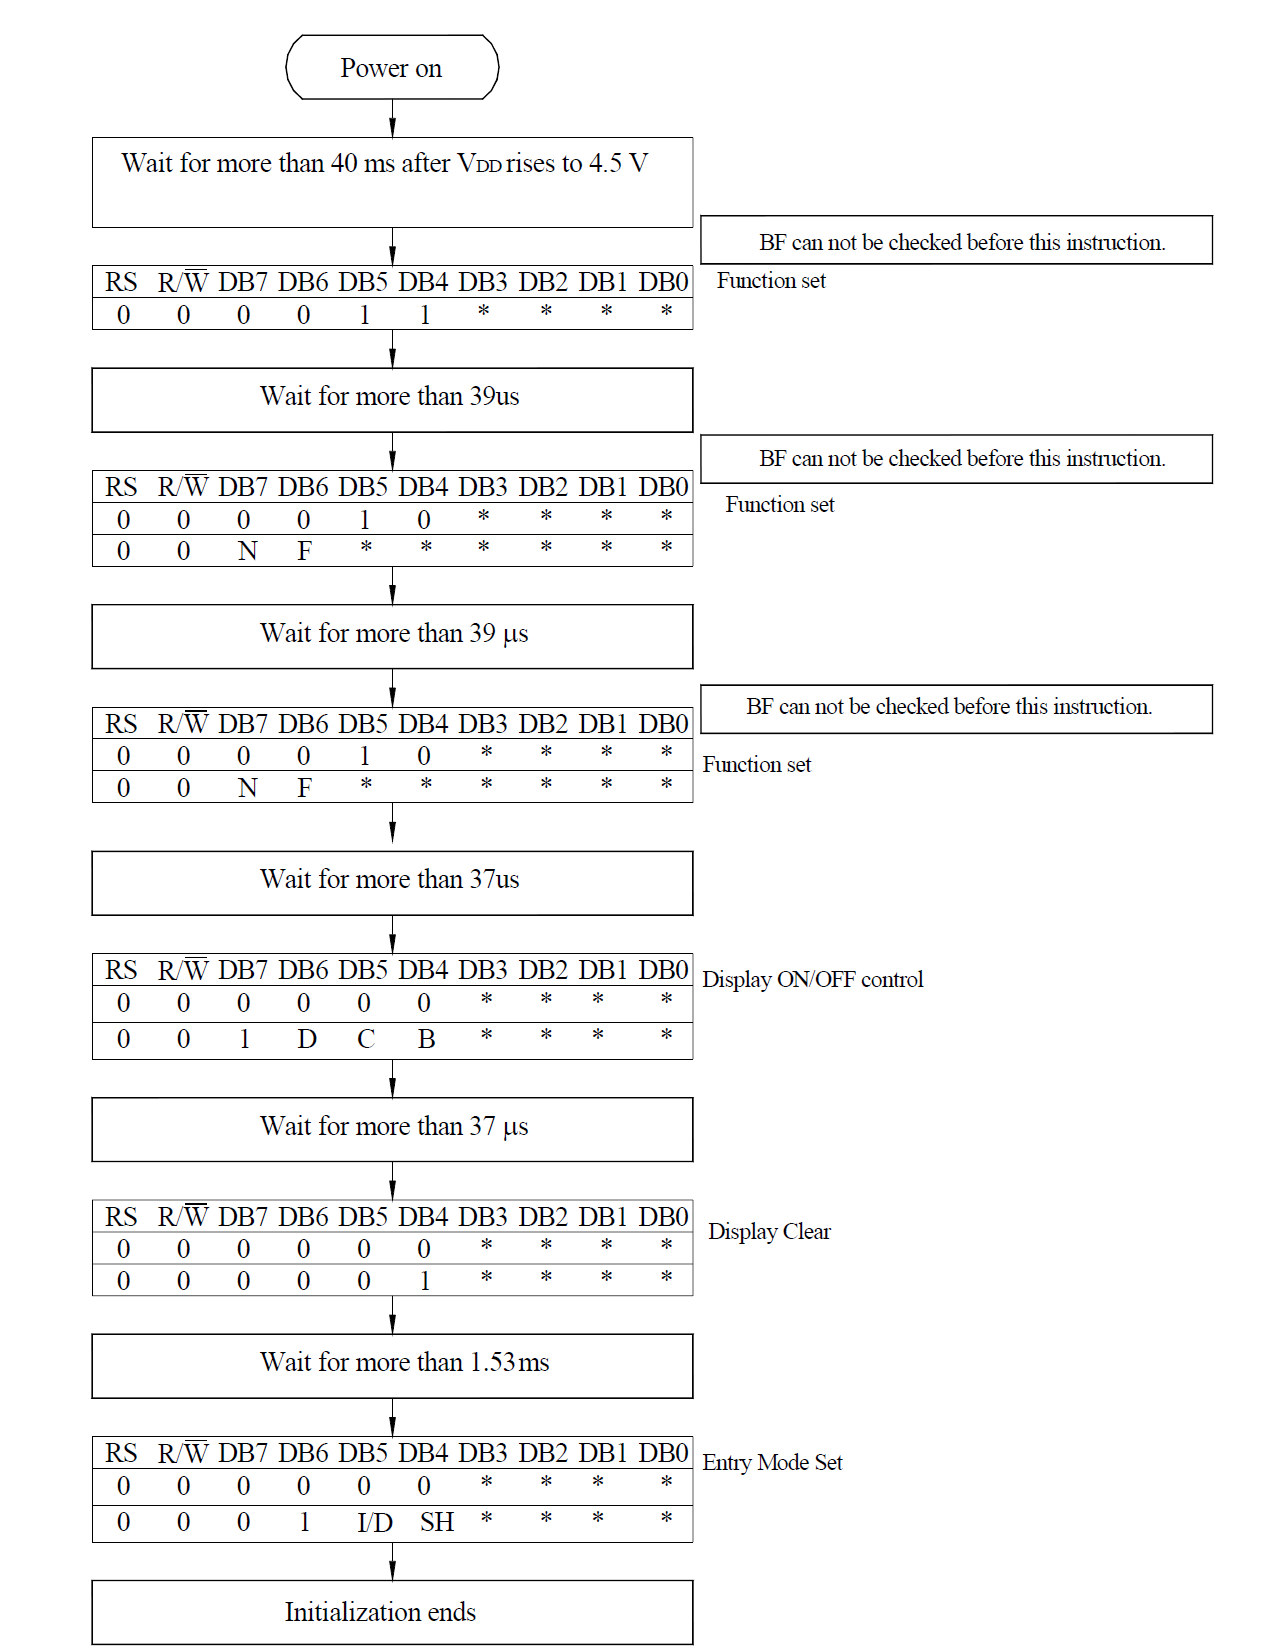 Power on
Wait for more than 40 ms after VDD rises to 4.5 V
BF can not be checked before this instruction.
RS R/W̅ DB7 DB6 DB5 DB4 DB3 DB2 DB1 DB0
Function set
0 0 0 0 1 1 * * * *
Wait for more than 39us
BF can not be checked before this instruction.
RS R/W̅ DB7 DB6 DB5 DB4 DB3 DB2 DB1 DB0
Function set
0 0 0 0 1 0 * * * *
0 0 N F * * * * * *
Wait for more than 39 μs
BF can not be checked before this instruction.
RS R/W̅ DB7 DB6 DB5 DB4 DB3 DB2 DB1 DB0
0 0 0 0 1 0 * * * *
Function set
0 0 N F * * * * * *
Wait for more than 37us
RS R/W̅ DB7 DB6 DB5 DB4 DB3 DB2 DB1 DB0
Display ON/OFF control
0 0 0 0 0 0 * * * *
0 0 1 D C B * * * *
Wait for more than 37 μs
RS R/W̅ DB7 DB6 DB5 DB4 DB3 DB2 DB1 DB0
Display Clear
0 0 0 0 0 0 * * * *
0 0 0 0 0 1 * * * *
Wait for more than 1.53ms
RS R/W̅ DB7 DB6 DB5 DB4 DB3 DB2 DB1 DB0
Entry Mode Set
0 0 0 0 0 0 * * * *
0 0 0 1 I/D SH * * * *
Initialization ends